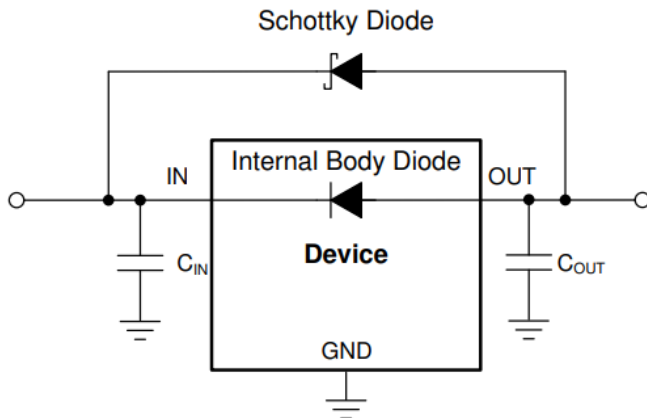 Schottky Diode
IN
Internal Body Diode
OUT
Device
CIN
COUT
GND